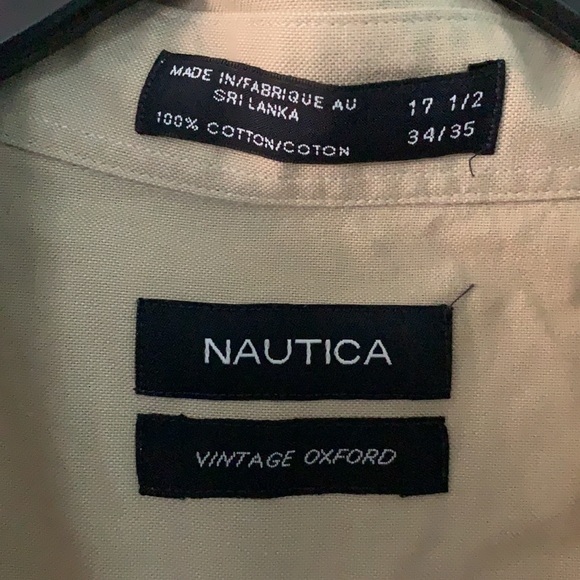 MADE IN/FABRIQUE AU
SRI LANKA
100% COTTON/COTON
17 1/2
34/35
NAUTICA
VINTAGE OXFORD